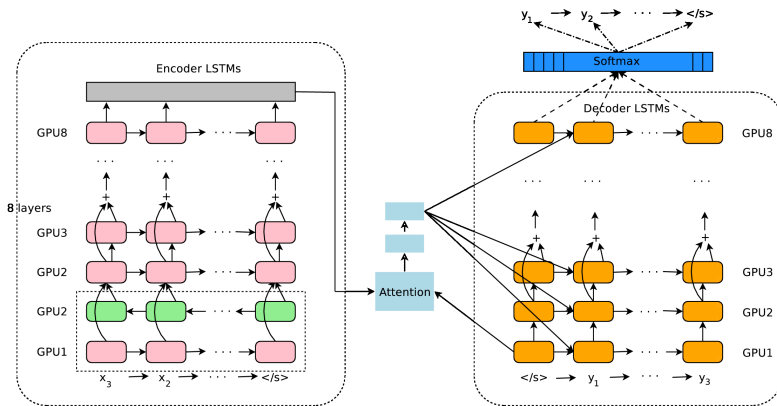 y1 y2 · · · </s>
Softmax
Encoder LSTMs
Decoder LSTMs
GPU8 · · · · · · GPU8
· · · · · · · · · · · · · · ·
+ + +
8 layers
GPU3 · · · + + +
GPU2 · · · · · · GPU3
Attention
GPU2 · · · · · · GPU2
GPU1 · · · · · · GPU1
x3 x2 · · · </s> </s> y1 · · · y3